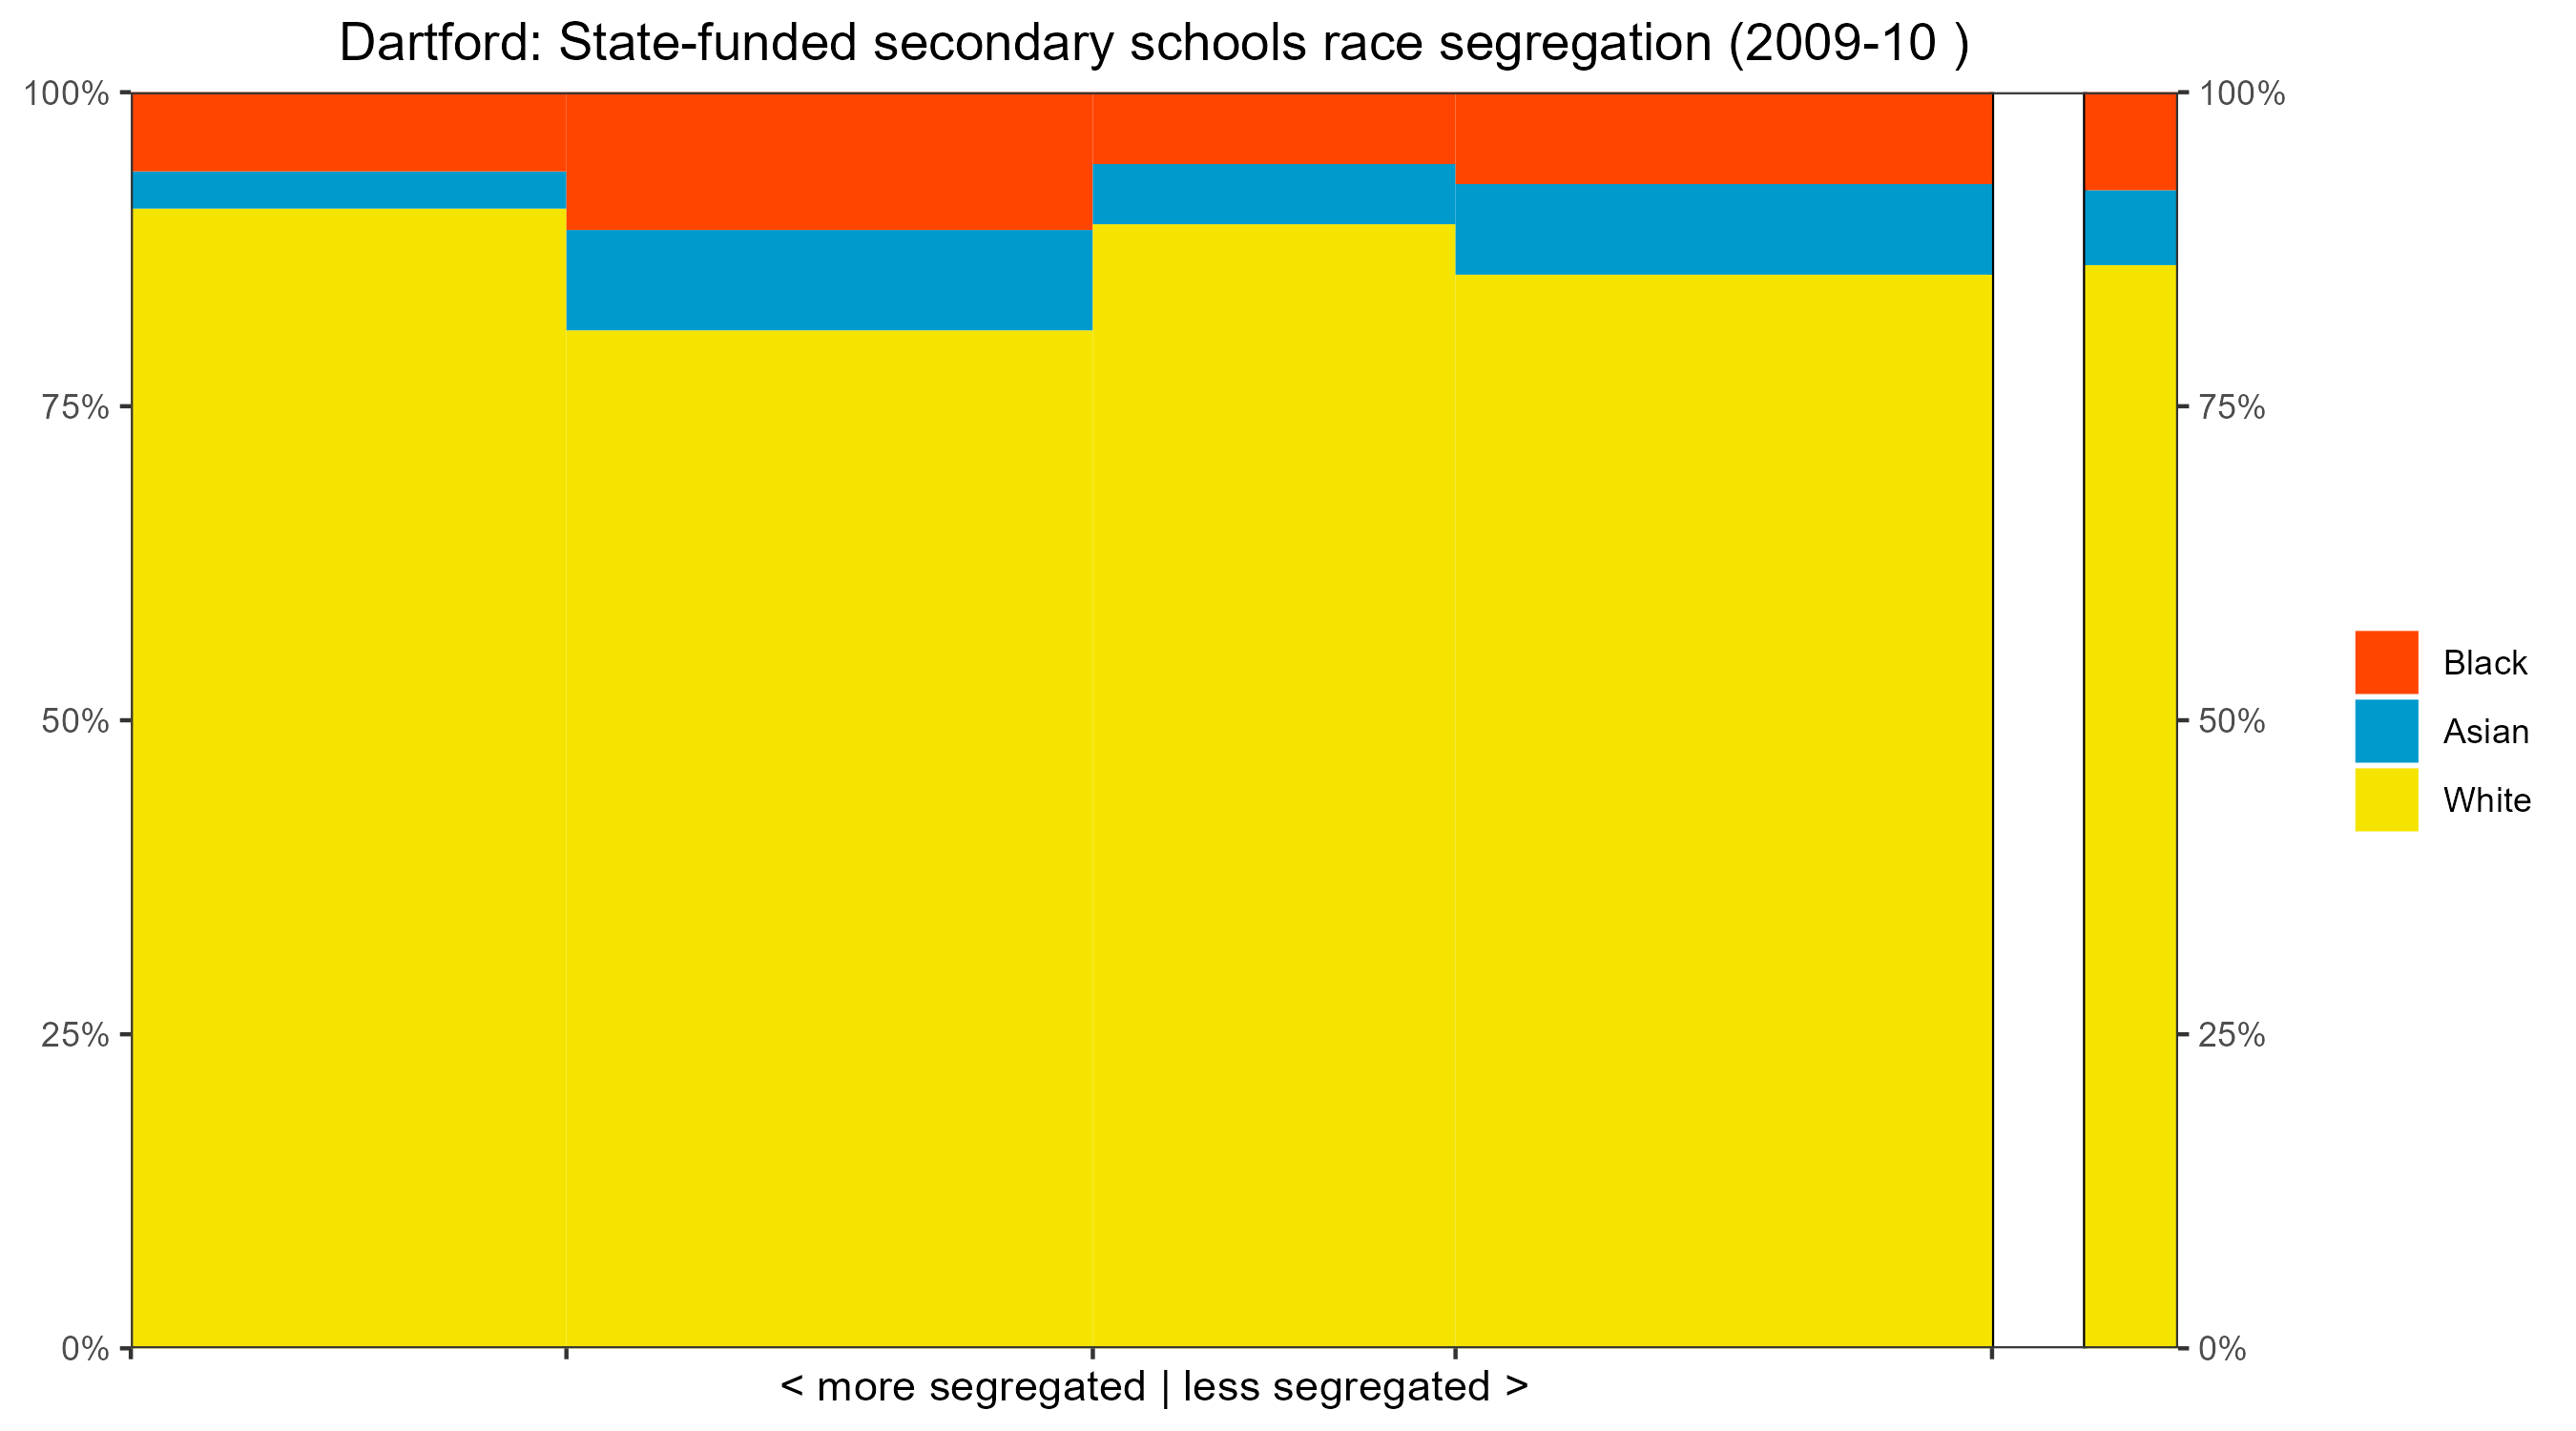 Dartford: State-funded secondary schools race segregation (2009-10 )
100%
75%
50%
25%
0%
100%
75%
50%
25%
0%
Black
Asian
White
< more segregated | less segregated >